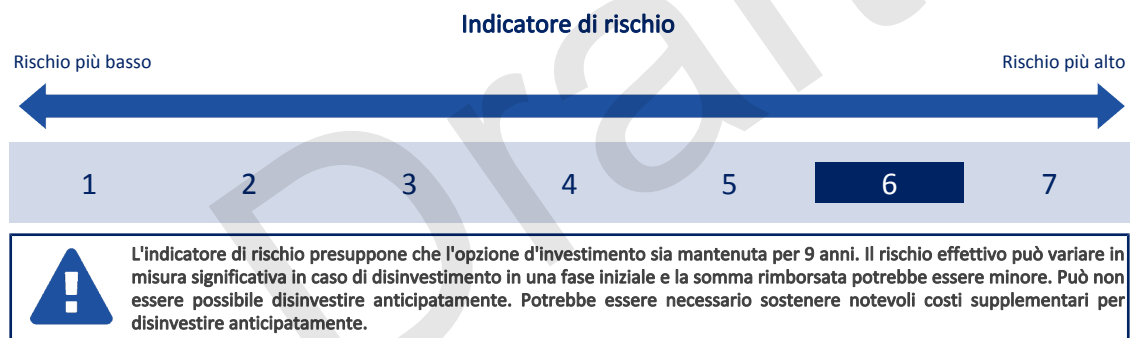 Indicatore di rischio
Rischio più basso
Rischio più alto
1 2 3 4 5 6 7
L'indicatore di rischio presuppone che l'opzione d'investimento sia mantenuta per 9 anni. Il rischio effettivo può variare in
misura significativa in caso di disinvestimento in una fase iniziale e la somma rimborsata potrebbe essere minore. Può non
essere possibile disinvestire anticipatamente. Potrebbe essere necessario sostenere notevoli costi supplementari per
disinvestire anticipatamente.